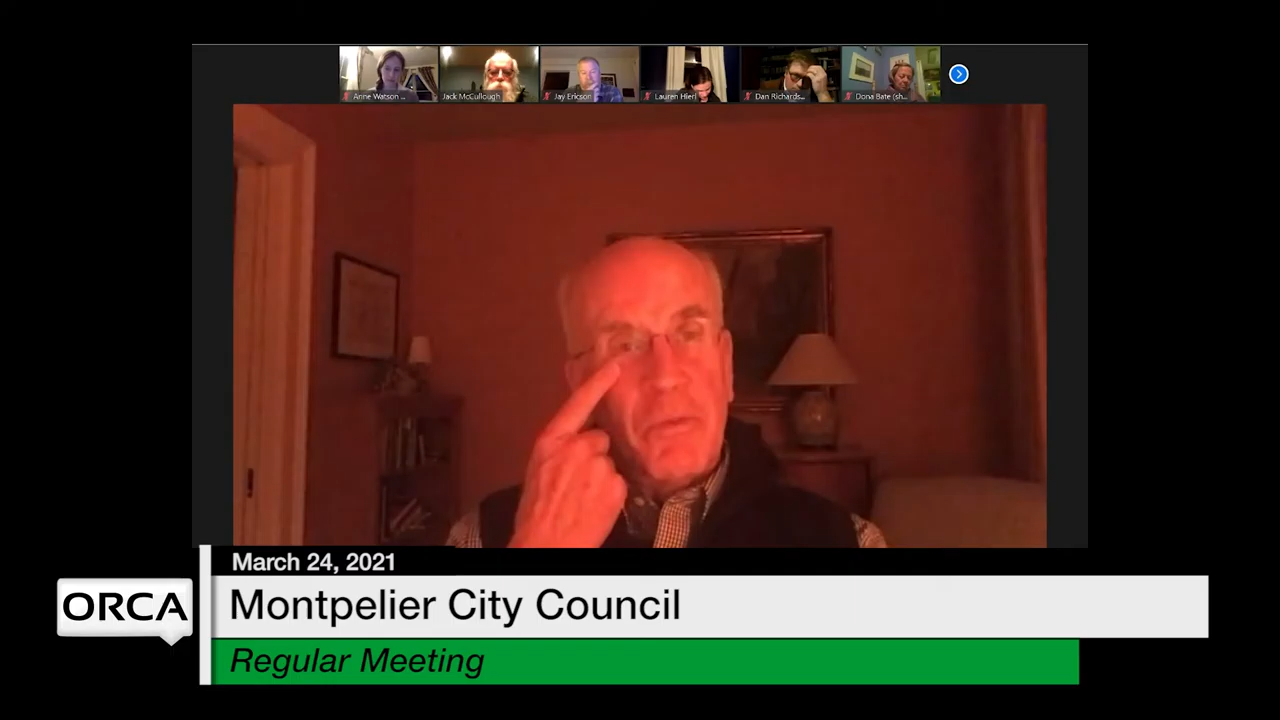 Anne Watson ...
Jack McCullough
Jay Ericson
Lauren Hierl
Dan Richards...
Dona Bate (sh...
March 24, 2021
ORCA
Montpelier City Council
Regular Meeting